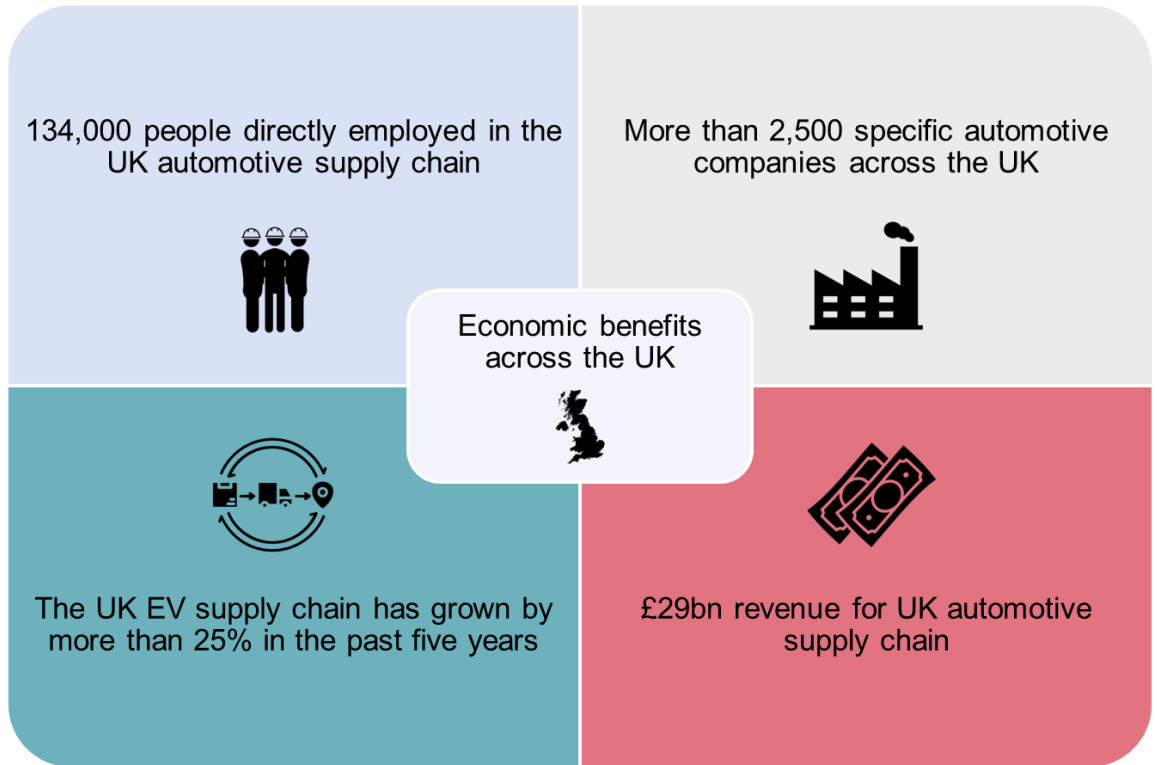 134,000 people directly employed in the
UK automotive supply chain
More than 2,500 specific automotive
companies across the UK
Economic benefits
across the UK
The UK EV supply chain has grown by
more than 25% in the past five years
£29bn revenue for UK automotive
supply chain